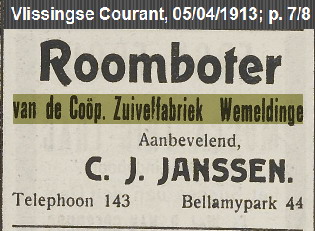 Vlissingse Courant, 05/04/1913; p. 7/8
Roomboter
van de Coöp. Zuivelfabriek Wemeldinge
Aanbevelend,
C. J. JANSSEN.
Telephoon 143 Bellamypark 44